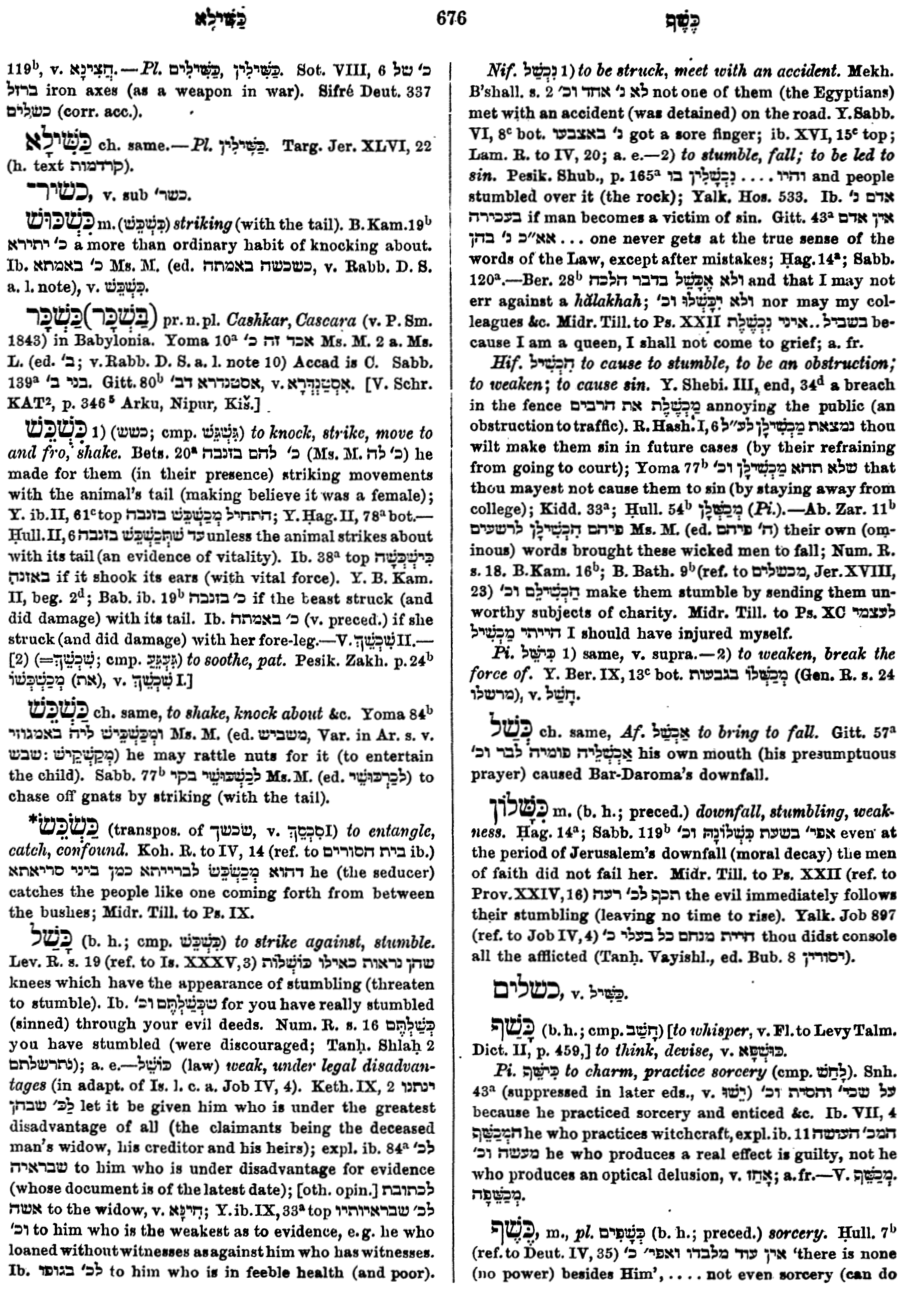 כַּשִּׁילָא 676 כֶּשֶׁף
119ᵇ, v. חֲצִינָא.—Pl. כַּשִּׁילִים, כַּשִּׁילִין. Sot. VIII, 6 כ׳ של
ברזל iron axes (as a weapon in war). Sifré Deut. 337
כשלים (corr. acc.).
כַּשִּׁילָא ch. same.—Pl. כַּשִּׁילִין. Targ. Jer. XLVI, 22
(h. text קורדמות).
כשירי, v. sub כשר׳.
כִּשְׁכּוּשׁ m. (כִּשְׁכֵּשׁ) striking (with the tail). B. Kam. 19ᵇ
כ׳ יתירא a more than ordinary habit of knocking about.
Ib. כ׳ באמתא Ms. M. (ed. כשכשה באמתה, v. Rabb. D. S.
a. l. note), v. כִּשְׁכֵּשׁ.
כַּשְׁכַּר (בַּשְׁכַּר) pr. n. pl. Cashkar, Cascara (v. P. Sm.
1843) in Babylonia. Yoma 10ᵃ אכד זה כ׳ Ms. M. 2 a. Ms.
L. (ed. ב׳; v. Rabb. D. S. a. l. note 10) Accad is C. Sabb.
139ᵃ בני ב׳. Gitt. 80ᵇ אסטנדרא דב׳, v. אִסְטַנְדְּרָא. [V. Schr.
KAT², p. 346⁵ Arku, Nipur, Kiš.]
כִּשְׁכֵּשׁ 1) (כשש; cmp. גִּשְׁגֵּשׁ) to knock, strike, move to
and fro, shake. Bets. 20ᵃ כ׳ להם בזנבה (Ms. M. כ׳ לה) he
made for them (in their presence) striking movements
with the animal's tail (making believe it was a female);
Y. ib. II, 61ᶜ top התחיל מְכַשְׁכֵּשׁ בזנבה; Y. Hag. II, 78ᵃ bot.—
Ḥull. II, 6 עד שתְּכַשְׁכֵּשׁ בזנבה unless the animal strikes about
with its tail (an evidence of vitality). Ib. 38ᵃ top כִּישְׁכְּשָׁה
באזנה if it shook its ears (with vital force). Y. B. Kam.
II, beg. 2ᵈ; Bab. ib. 19ᵇ כ׳ בזנבה if the beast struck (and
did damage) with its tail. Ib. כ׳ באמתה (v. preced.) if she
struck (and did damage) with her fore-leg.—V. שִׁכְשֵׁךְ II.—
[2) (=שִׁכְשֵׁךְ; cmp. גִּעְגֵּעַ) to soothe, pat. Pesik. Zakh. p. 24ᵇ
(את) מְכַשְׁכְּשׁוֹ, v. שִׁכְשֵׁךְ I.]
כַּשְׁכֵּשׁ ch. same, to shake, knock about &c. Yoma 84ᵇ
ומְכַשְׁכֵּישׁ ליה באמגוזי Ms. M. (ed. משביש, Var. in Ar. s. v.
שבש: מְקַשְׁקֵישׁ) he may rattle nuts for it (to entertain
the child). Sabb. 77ᵇ לכַשְׁכּוּשֵׁי בקי Ms. M. (ed. לכַרְכּוּשֵׁי) to
chase off gnats by striking (with the tail).
*כַּשְׂכֵּשׂ (transpos. of שכשך, v. סַכְסֵךְ I) to entangle,
catch, confound. Koh. R. to IV, 14 (ref. to בית הסורים ib.)
דהוא מְכַשְׂכֵּשׂ לברייתא כמן ביני סריאתא he (the seducer)
catches the people like one coming forth from between
the bushes; Midr. Till. to Ps. IX.
כָּשַׁל (b. h.; cmp. כִּשְׁכֵּשׁ) to strike against, stumble.
Lev. R. s. 19 (ref. to Is. XXXV, 3) שהן נראות כאילו כּוֹשְׁלוֹת
knees which have the appearance of stumbling (threaten
to stumble). Ib. שכְּשַׁלְתֶּם וכ׳ for you have really stumbled
(sinned) through your evil deeds. Num. R. s. 16 כְּשַׁלְתֶּם
you have stumbled (were discouraged; Tanḥ. Shlaḥ 2
נתרשלתם); a. e.—כּוֹשֵׁל (law) weak, under legal disadvan-
tages (in adapt. of Is. l. c. a. Job IV, 4). Keth. IX, 2 ינתנו
לכ׳ שבהן let it be given him who is under the greatest
disadvantage of all (the claimants being the deceased
man's widow, his creditor and his heirs); expl. ib. 84ᵃ לכ׳
שבראיה to him who is under disadvantage for evidence
(whose document is of the latest date); [oth. opin.] לכתובת
אשה to the widow, v. חִינָּא; Y. ib. IX, 33ᵃ top לכ׳ שבראיותיו
וכ׳ to him who is the weakest as to evidence, e. g. he who
loaned without witnesses as against him who has witnesses.
Ib. לכ׳ בגופו to him who is in feeble health (and poor).
Nif. נִכְשַׁל 1) to be struck, meet with an accident. Mekh.
B'shall. s. 2 לא נ׳ אחד וכ׳ not one of them (the Egyptians)
met with an accident (was detained) on the road. Y. Sabb.
VI, 8ᶜ bot. נ׳ באצבעו got a sore finger; ib. XVI, 15ᶜ top;
Lam. R. to IV, 20; a. e.—2) to stumble, fall; to be led to
sin. Pesik. Shub., p. 165ᵃ והיו .... נִכְשָׁלִין בו and people
stumbled over it (the rock); Yalk. Hos. 533. Ib. אדם נ׳
בעבירה if man becomes a victim of sin. Gitt. 43ᵃ אין אדם
אא״כ נ׳ בהן ... one never gets at the true sense of the
words of the Law, except after mistakes; Ḥag. 14ᵃ; Sabb.
120ᵃ.—Ber. 28ᵇ ולא אֶכָּשֵׁל בדבר הלכה and that I may not
err against a hălakhah; ולא יִכָּשְׁלוּ וכ׳ nor may my col-
leagues &c. Midr. Till. to Ps. XXII בשביל .. איני נִכְשֶׁלֶת be-
cause I am a queen, I shall not come to grief; a. fr.
Hif. הִכְשִׁיל to cause to stumble, to be an obstruction;
to weaken; to cause sin. Y. Shebi. III, end, 34ᵈ a breach
in the fence מַכְשֶׁלֶת את הרבים annoying the public (an
obstruction to traffic). R. Hash. I, 6 נמצאת מַכְשִׁילָן לכ״ל thou
wilt make them sin in future cases (by their refraining
from going to court); Yoma 77ᵇ שלא תהא מַכְשִׁילָן וכ׳ that
thou mayest not cause them to sin (by staying away from
college); Kidd. 33ᵃ; Ḥull. 54ᵇ מְכַשְּׁלָן (Pi.).—Ab. Zar. 11ᵇ
פיהם הִכְשִׁילָן לרשעים Ms. M. (ed. ה׳ פיהם) their own (om-
inous) words brought these wicked men to fall; Num. R.
s. 18. B. Kam. 16ᵇ; B. Bath. 9ᵇ (ref. to מכשלים, Jer. XVIII,
23) הַכְשִׁילֵם וכ׳ make them stumble by sending them un-
worthy subjects of charity. Midr. Till. to Ps. XC לעצמי
הייתי מַכְשִׁיל I should have injured myself.
Pi. כִּישֵּׁל 1) same, v. supra.—2) to weaken, break the
force of. Y. Ber. IX, 13ᶜ bot. מְכַשְּׁלוֹ בגבעות (Gen. R. s. 24
מרשלו), v. חָשַׁל.
כְּשַׁל ch. same, Af. אַכְשֵׁל to bring to fall. Gitt. 57ᵃ
אַכְשְׁלֵיה פומיה לבר וכ׳ his own mouth (his presumptuous
prayer) caused Bar-Daroma's downfall.
כִּשָּׁלוֹן m. (b. h.; preced.) downfall, stumbling, weak-
ness. Ḥag. 14ᵃ; Sabb. 119ᵇ אפי׳ בשעת כִּשְׁלוֹנָהּ וכ׳ even at
the period of Jerusalem's downfall (moral decay) the men
of faith did not fail her. Midr. Till. to Ps. XXII (ref. to
Prov. XXIV, 16) תכף לכ׳ רעה the evil immediately follows
their stumbling (leaving no time to rise). Yalk. Job 897
(ref. to Job IV, 4) היית מנחם כל בעלי כ׳ thou didst console
all the afflicted (Tanḥ. Vayishl., ed. Bub. 8 יסורין).
כשלים, v. כַּשִּׁיל.
כָּשַׁף (b. h.; cmp. חָשַׁב) [to whisper, v. Fl. to Levy Talm.
Dict. II, p. 459,] to think, devise, v. כּוּשְׁפָא.
Pi. כִּישֵּׁף to charm, practice sorcery (cmp. לָחַשׁ). Snh.
43ᵃ (suppressed in later eds., v. יֵשׁוּ) על שכי׳ והסית וכ׳
because he practiced sorcery and enticed &c. Ib. VII, 4
הַמְכַשֵּׁף he who practices witchcraft, expl. ib. 11 המכ׳ העושה
מעשה וכ׳ he who produces a real effect is guilty, not he
who produces an optical delusion, v. אָחַז; a. fr.—V. מְכַשֵּׁף,
מְכַשֵּׁפָה.
כֶּשֶׁף, m., pl. כְּשָׁפִים (b. h.; preced.) sorcery. Ḥull. 7ᵇ
(ref. to Deut. IV, 35) אין עוד מלבדו ואפי׳ כ׳ 'there is none
(no power) besides Him', .... not even sorcery (can do